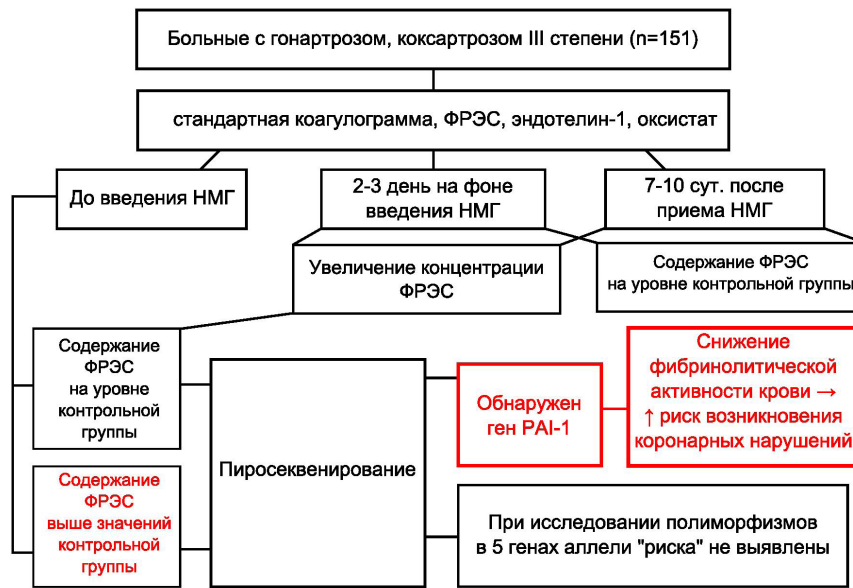 Больные с гонартрозом, коксартрозом III степени (n=151)
стандартная коагулограмма, ФРЭС, эндотелин-1, оксистат
До введения НМГ
2-3 день на фоне
введения НМГ
7-10 сут. после
приема НМГ
Увеличение концентрации
ФРЭС
Содержание ФРЭС
на уровне контрольной группы
Содержание
ФРЭС
на уровне
контрольной
группы
Содержание
ФРЭС
выше значений
контрольной
группы
Пиросеквенирование
Обнаружен
ген PAI-1
Снижение
фибринолитической
активности крови →
↑ риск возникновения
коронарных нарушений
При исследовании полиморфизмов
в 5 генах аллели "риска" не выявлены